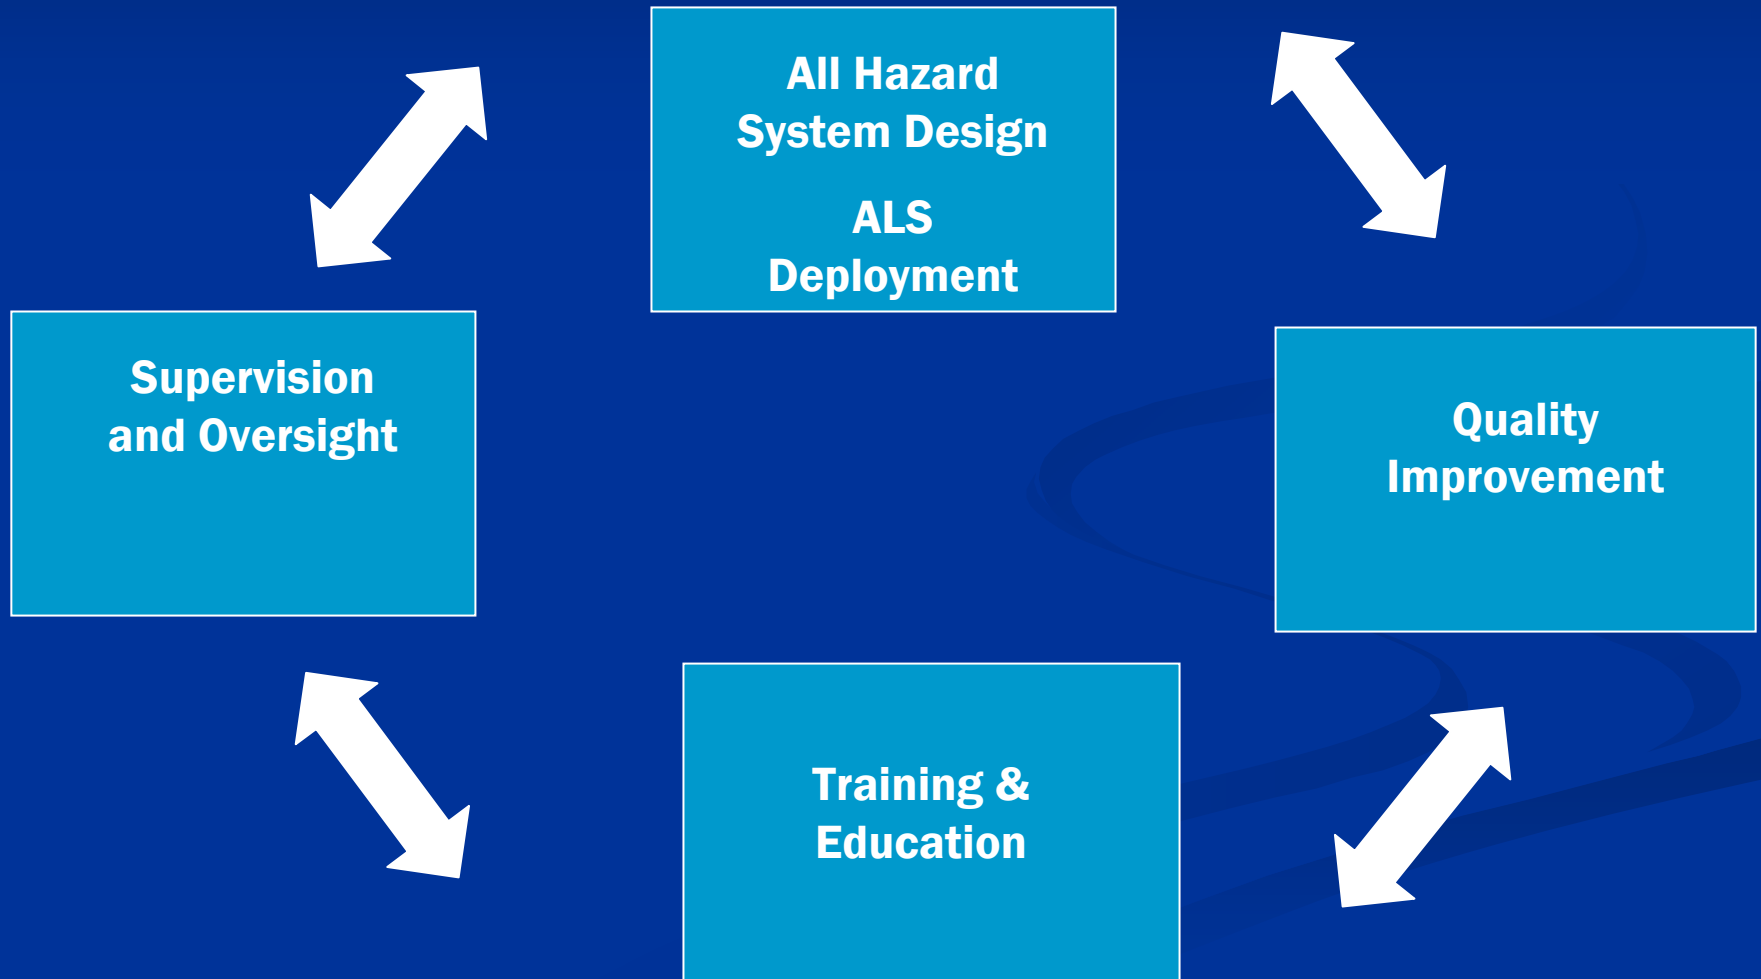 All Hazard
System Design
ALS
Deployment
Supervision
and Oversight
Quality
Improvement
Training &
Education